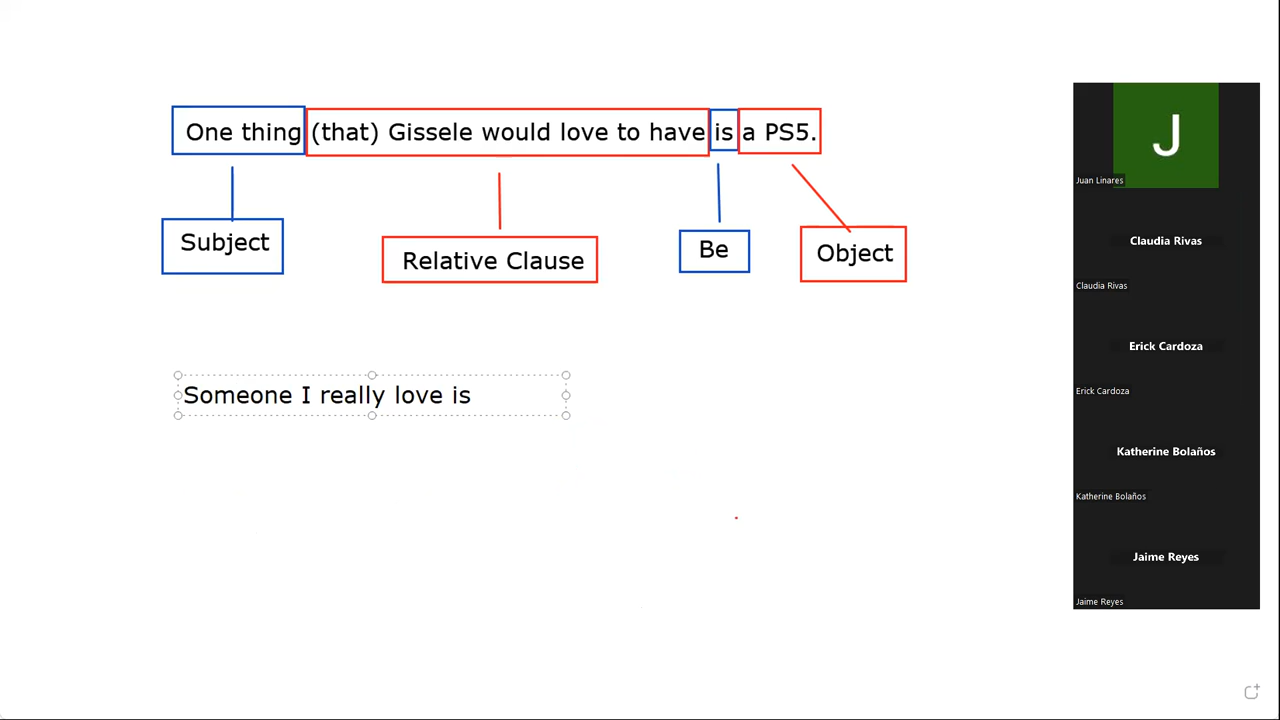 One thing (that) Gissele would love to have is a PS5.
Subject
Relative Clause
Be
Object
Someone I really love is
J
Juan Linares
Claudia Rivas
Claudia Rivas
Erick Cardoza
Erick Cardoza
Katherine Bolaños
Katherine Bolaños
Jaime Reyes
Jaime Reyes